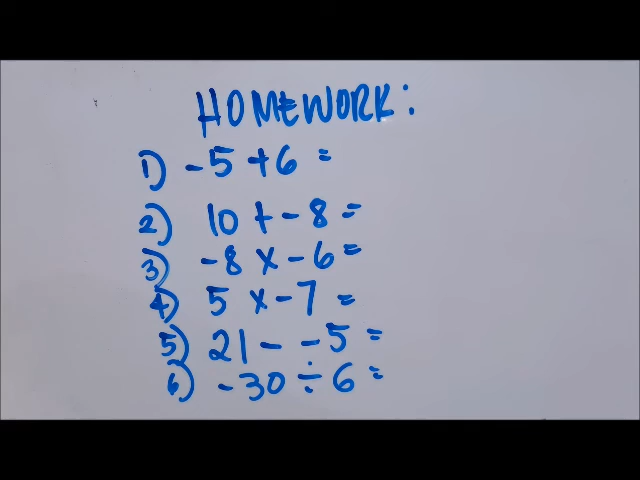 HOMEWORK:
1) -5 + 6 =
2) 10 + - 8 =
3) -8 x - 6 =
4) 5 x - 7 =
5) 21 - - 5 =
6) -30 ÷ 6 =